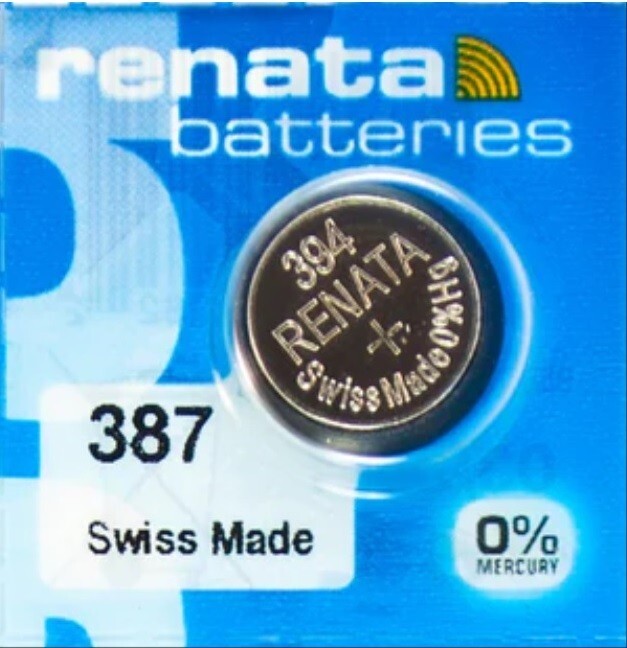 renata
batteries
394
RENATA
+
Swiss Made 0%Hg
387
Swiss Made
0%
MERCURY